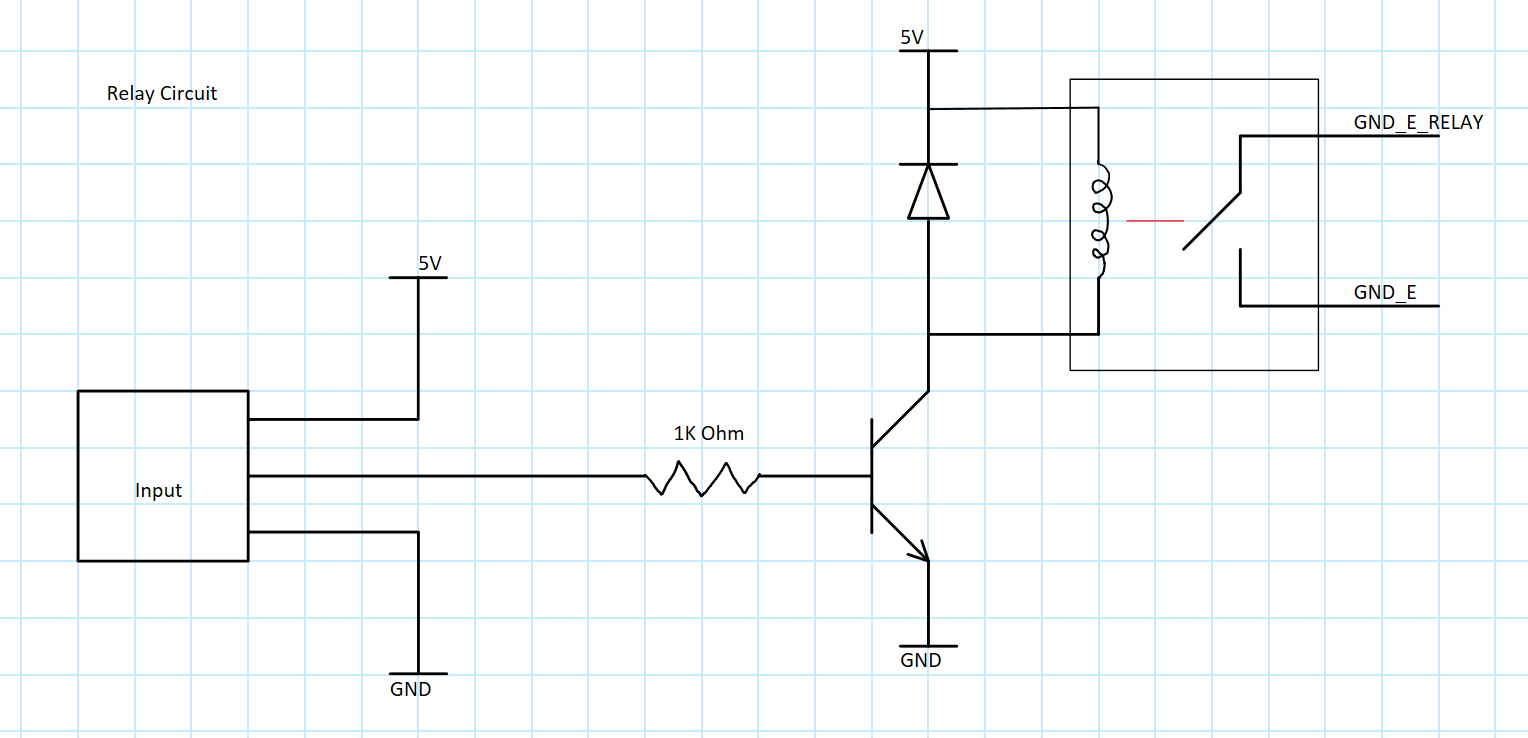 5V
Relay Circuit
GND_E_RELAY
5V
GND_E
1K Ohm
Input
GND
GND